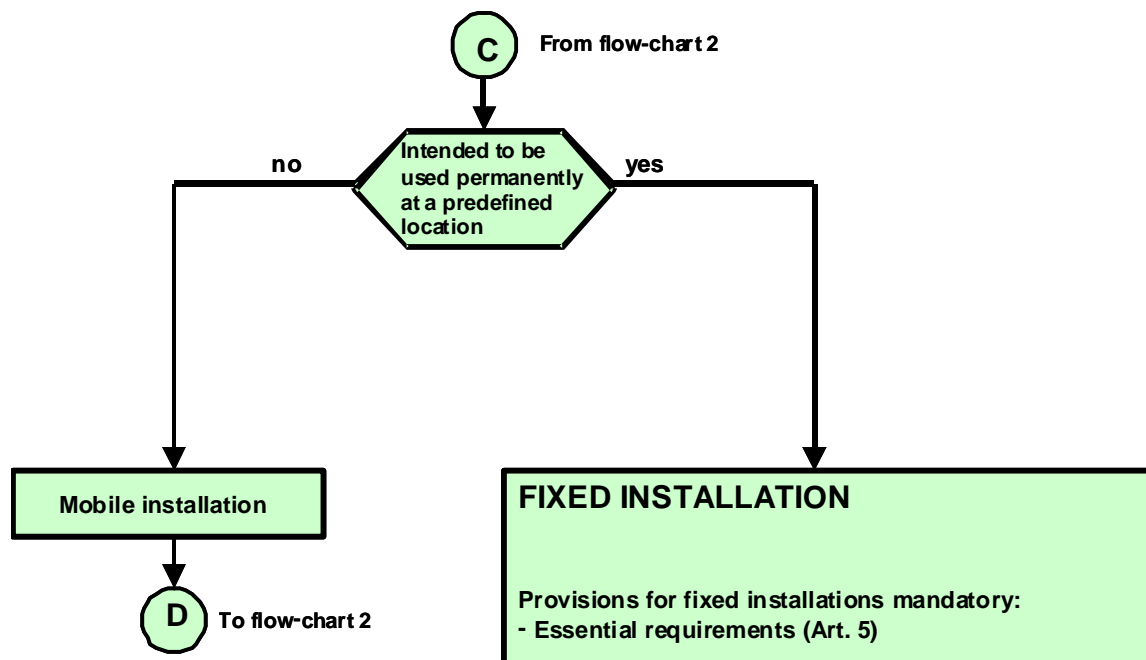 C
From flow-chart 2
Intended to be
used permanently
at a predefined
location
no
yes
Mobile installation
D
To flow-chart 2
FIXED INSTALLATION
Provisions for fixed installations mandatory:
- Essential requirements (Art. 5)